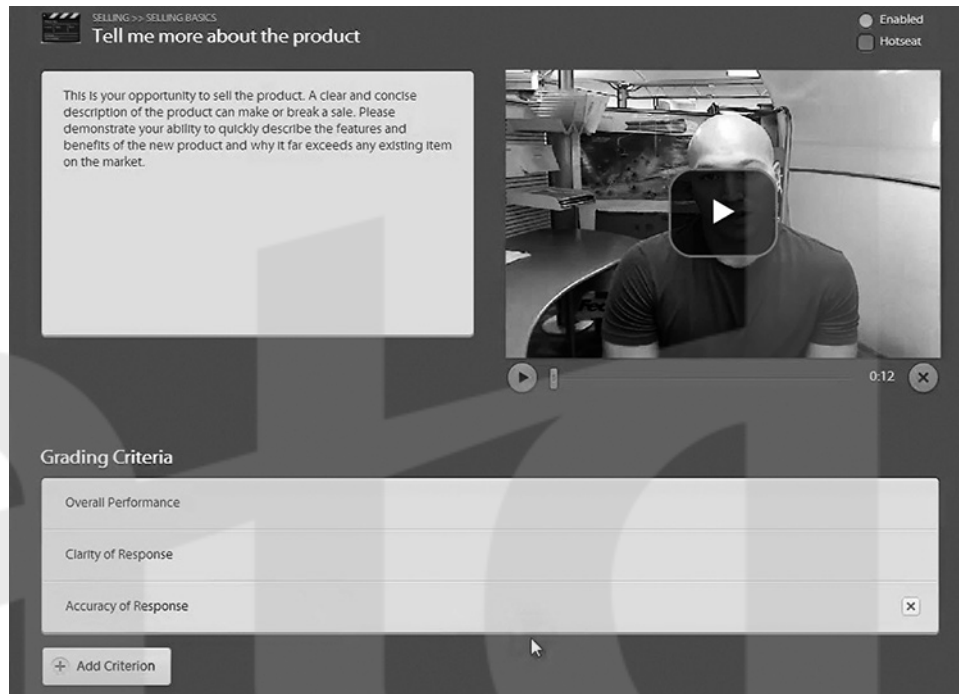 SELLING >> SELLING BASICS
Tell me more about the product
Enabled
Hotseat
This is your opportunity to sell the product. A clear and concise
description of the product can make or break a sale. Please
demonstrate your ability to quickly describe the features and
benefits of the new product and why it far exceeds any existing item
on the market.
0:12
Grading Criteria
Overall Performance
Clarity of Response
Accuracy of Response
Add Criterion